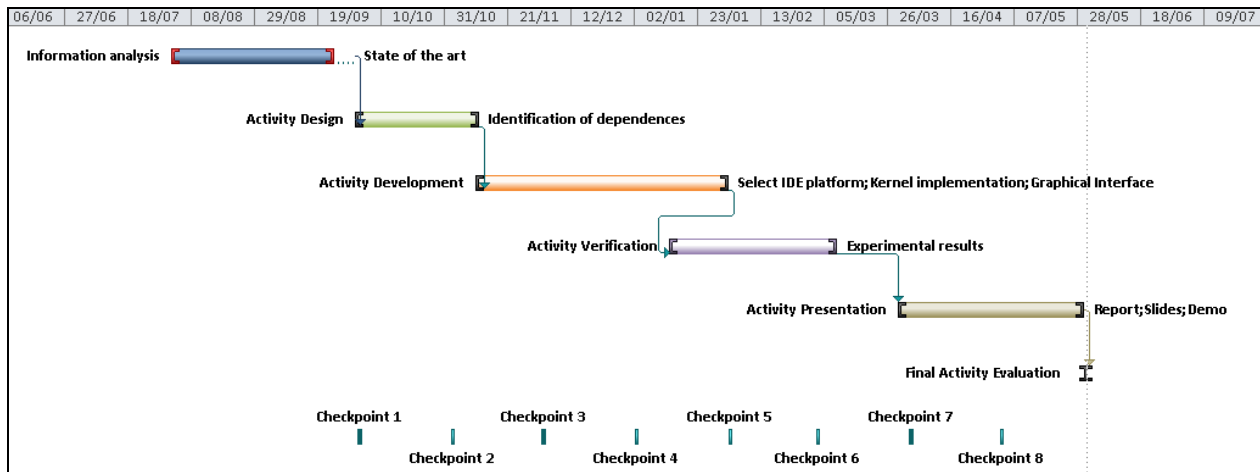 06/06 27/06 18/07 08/08 29/08 19/09 10/10 31/10 21/11 12/12 02/01 23/01 13/02 05/03 26/03 16/04 07/05 28/05 18/06 09/07
Information analysis State of the art
Activity Design Identification of dependences
Activity Development Select IDE platform; Kernel implementation; Graphical Interface
Activity Verification Experimental results
Activity Presentation Report; Slides; Demo
Final Activity Evaluation
Checkpoint 1 Checkpoint 3 Checkpoint 5 Checkpoint 7
Checkpoint 2 Checkpoint 4 Checkpoint 6 Checkpoint 8